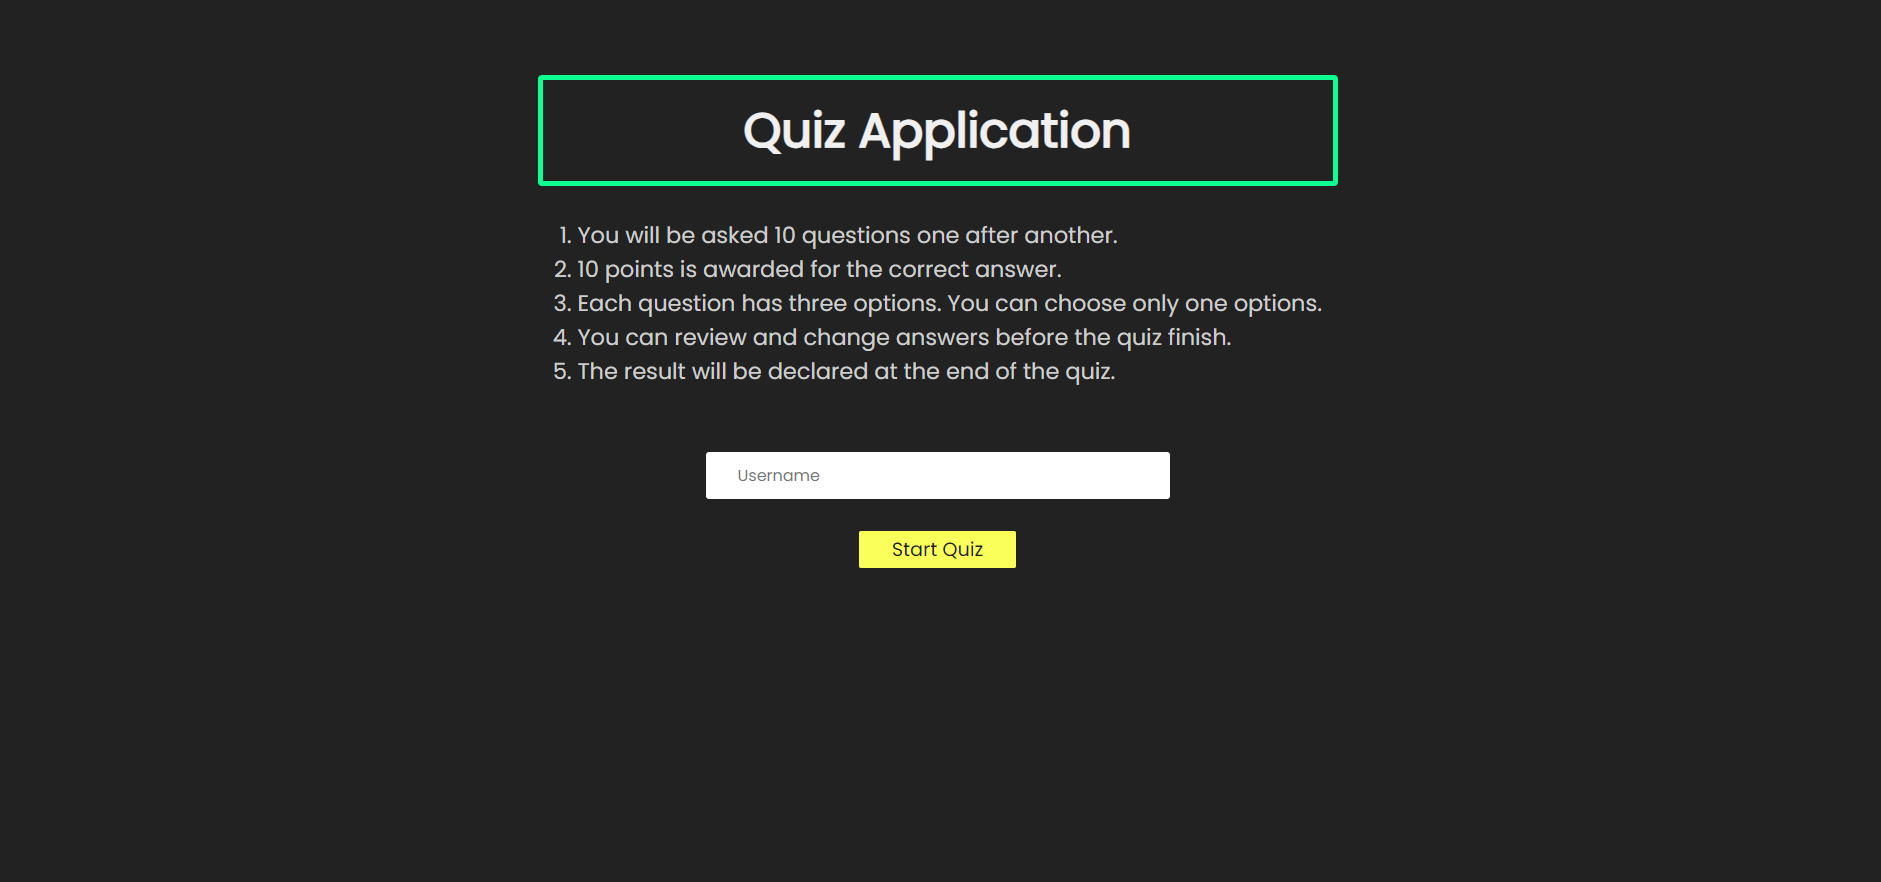 Quiz Application
1. You will be asked 10 questions one after another.
2. 10 points is awarded for the correct answer.
3. Each question has three options. You can choose only one options.
4. You can review and change answers before the quiz finish.
5. The result will be declared at the end of the quiz.
Username
Start Quiz